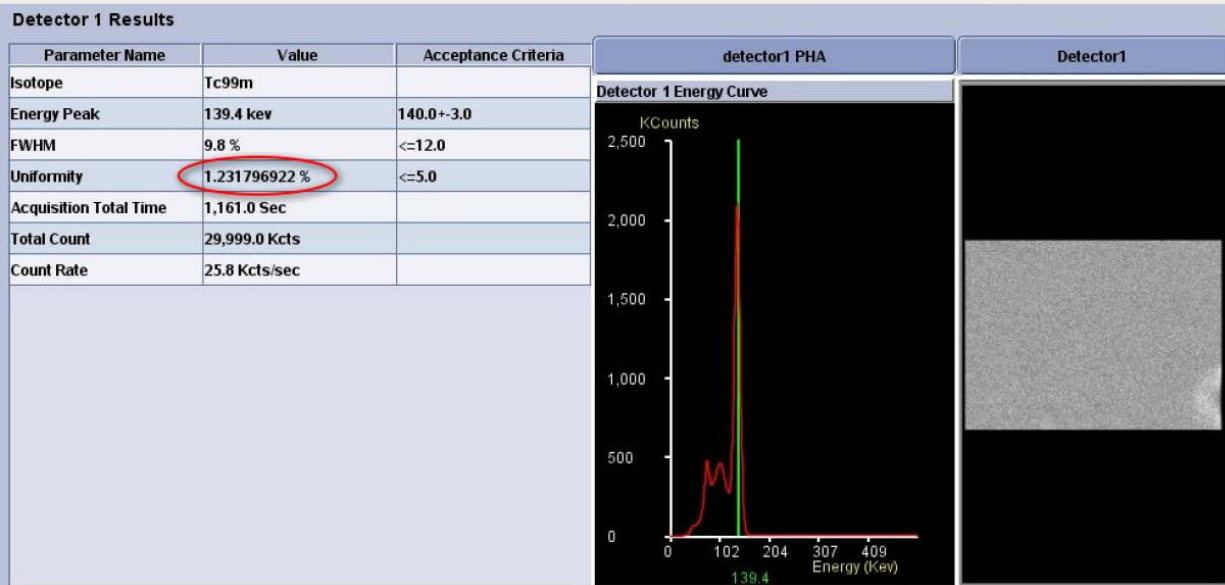 Detector 1 Results
Parameter Name Value Acceptance Criteria
Isotope Tc99m
Energy Peak 139.4 kev 140.0+-3.0
FWHM 9.8 % <=12.0
Uniformity 1.231796922 % <=5.0
Acquisition Total Time 1,161.0 Sec
Total Count 29,999.0 Kcts
Count Rate 25.8 Kcts/sec
detector1 PHA
Detector 1 Energy Curve
KCounts
2,500
2,000
1,500
1,000
500
0
0 102 204 307 409
Energy (Kev)
139.4
Detector1